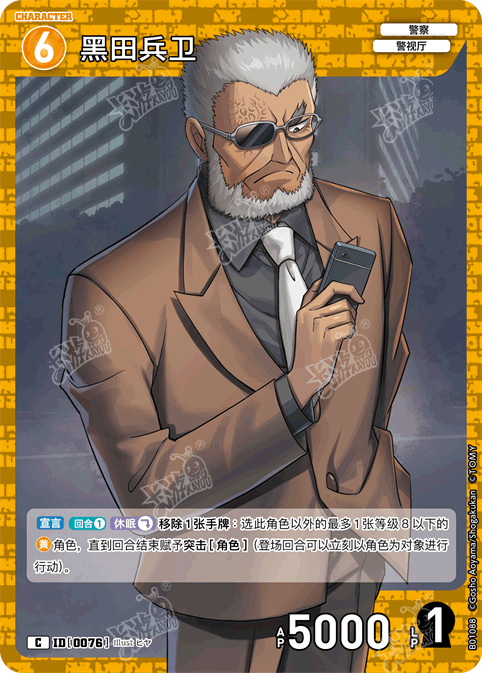 CHARACTER
6
黑田兵卫
警察
警视厅
宣言 回合1 休眠 移除1张手牌:选此角色以外的最多1张等级8以下的
黄角色,直到回合结束赋予突击[角色](登场回合可以立刻以角色为对象进行
行动)。
C ID[0076] illust ヒヤ
AP 5000 LP 1
B01088 ©Gosho Aoyama/Shogakukan ©TOMY